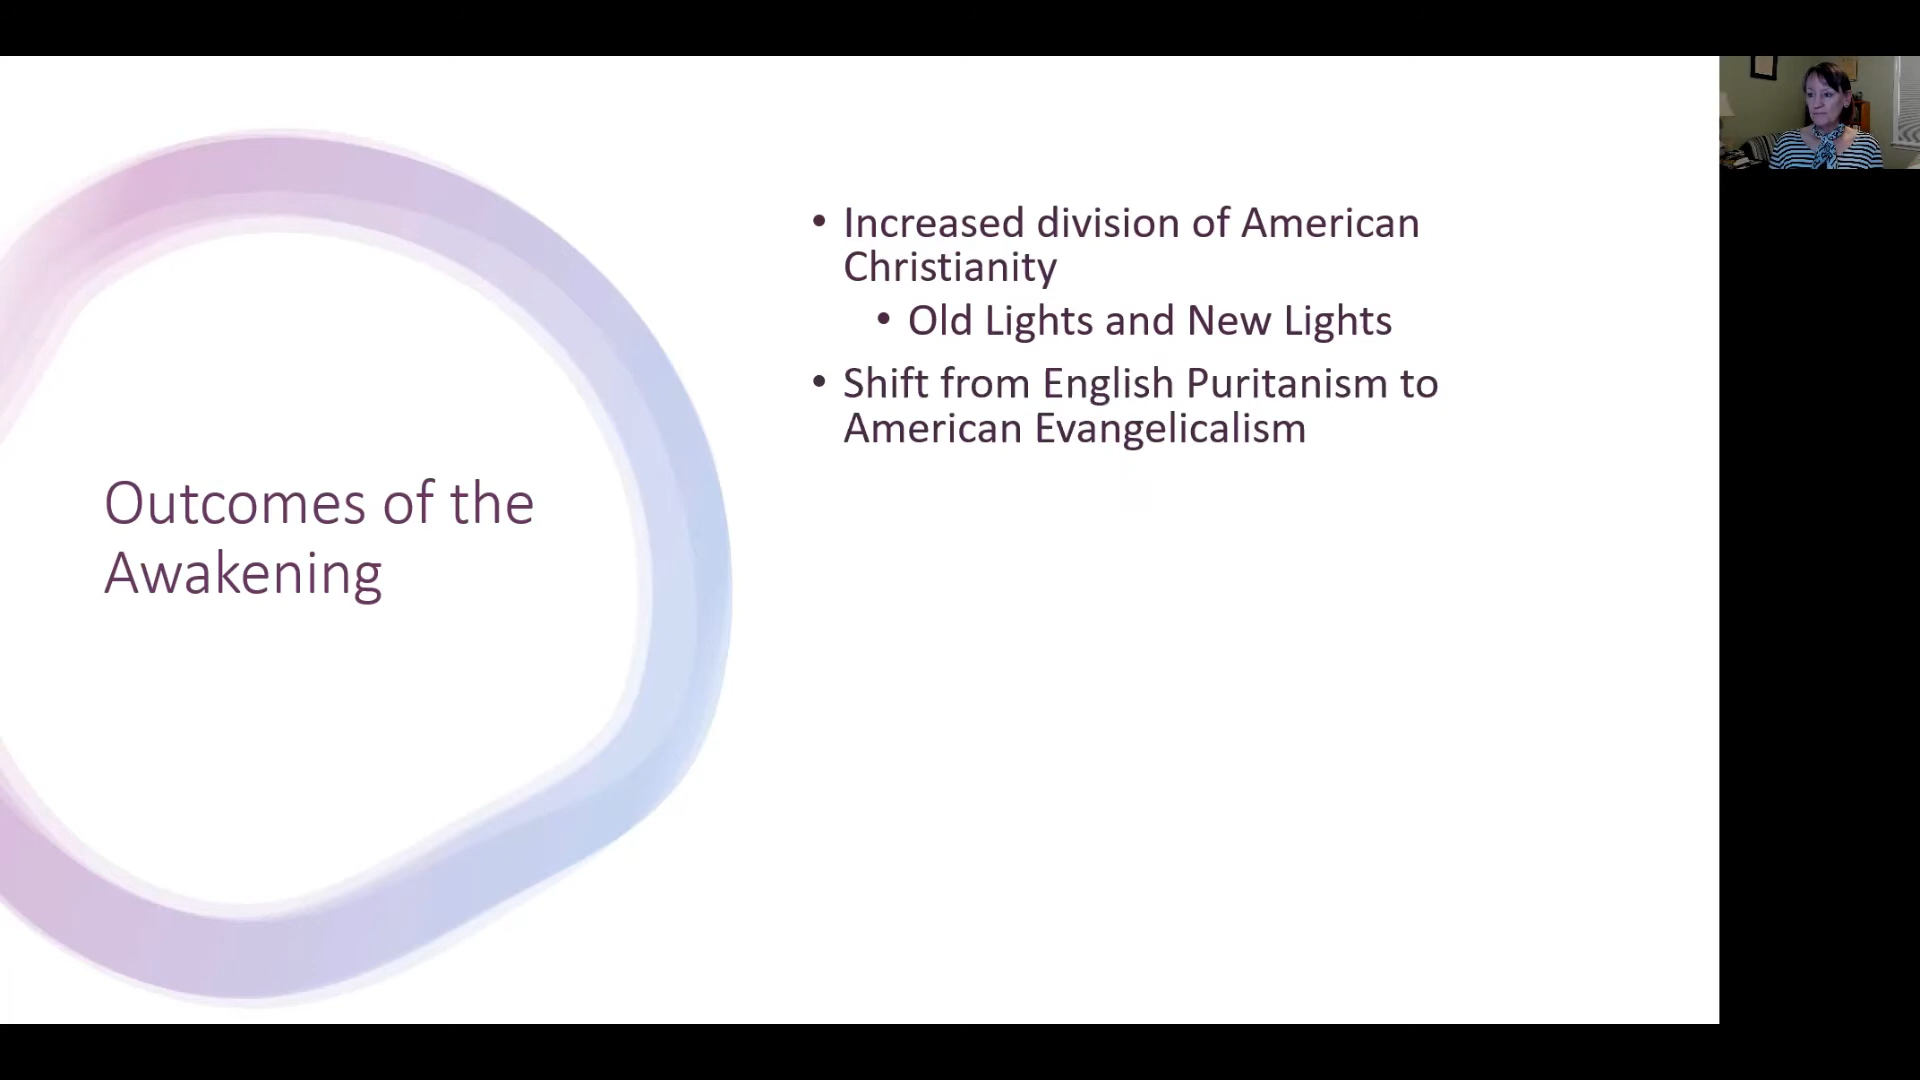 Outcomes of the
Awakening
• Increased division of American
Christianity
• Old Lights and New Lights
• Shift from English Puritanism to
American Evangelicalism